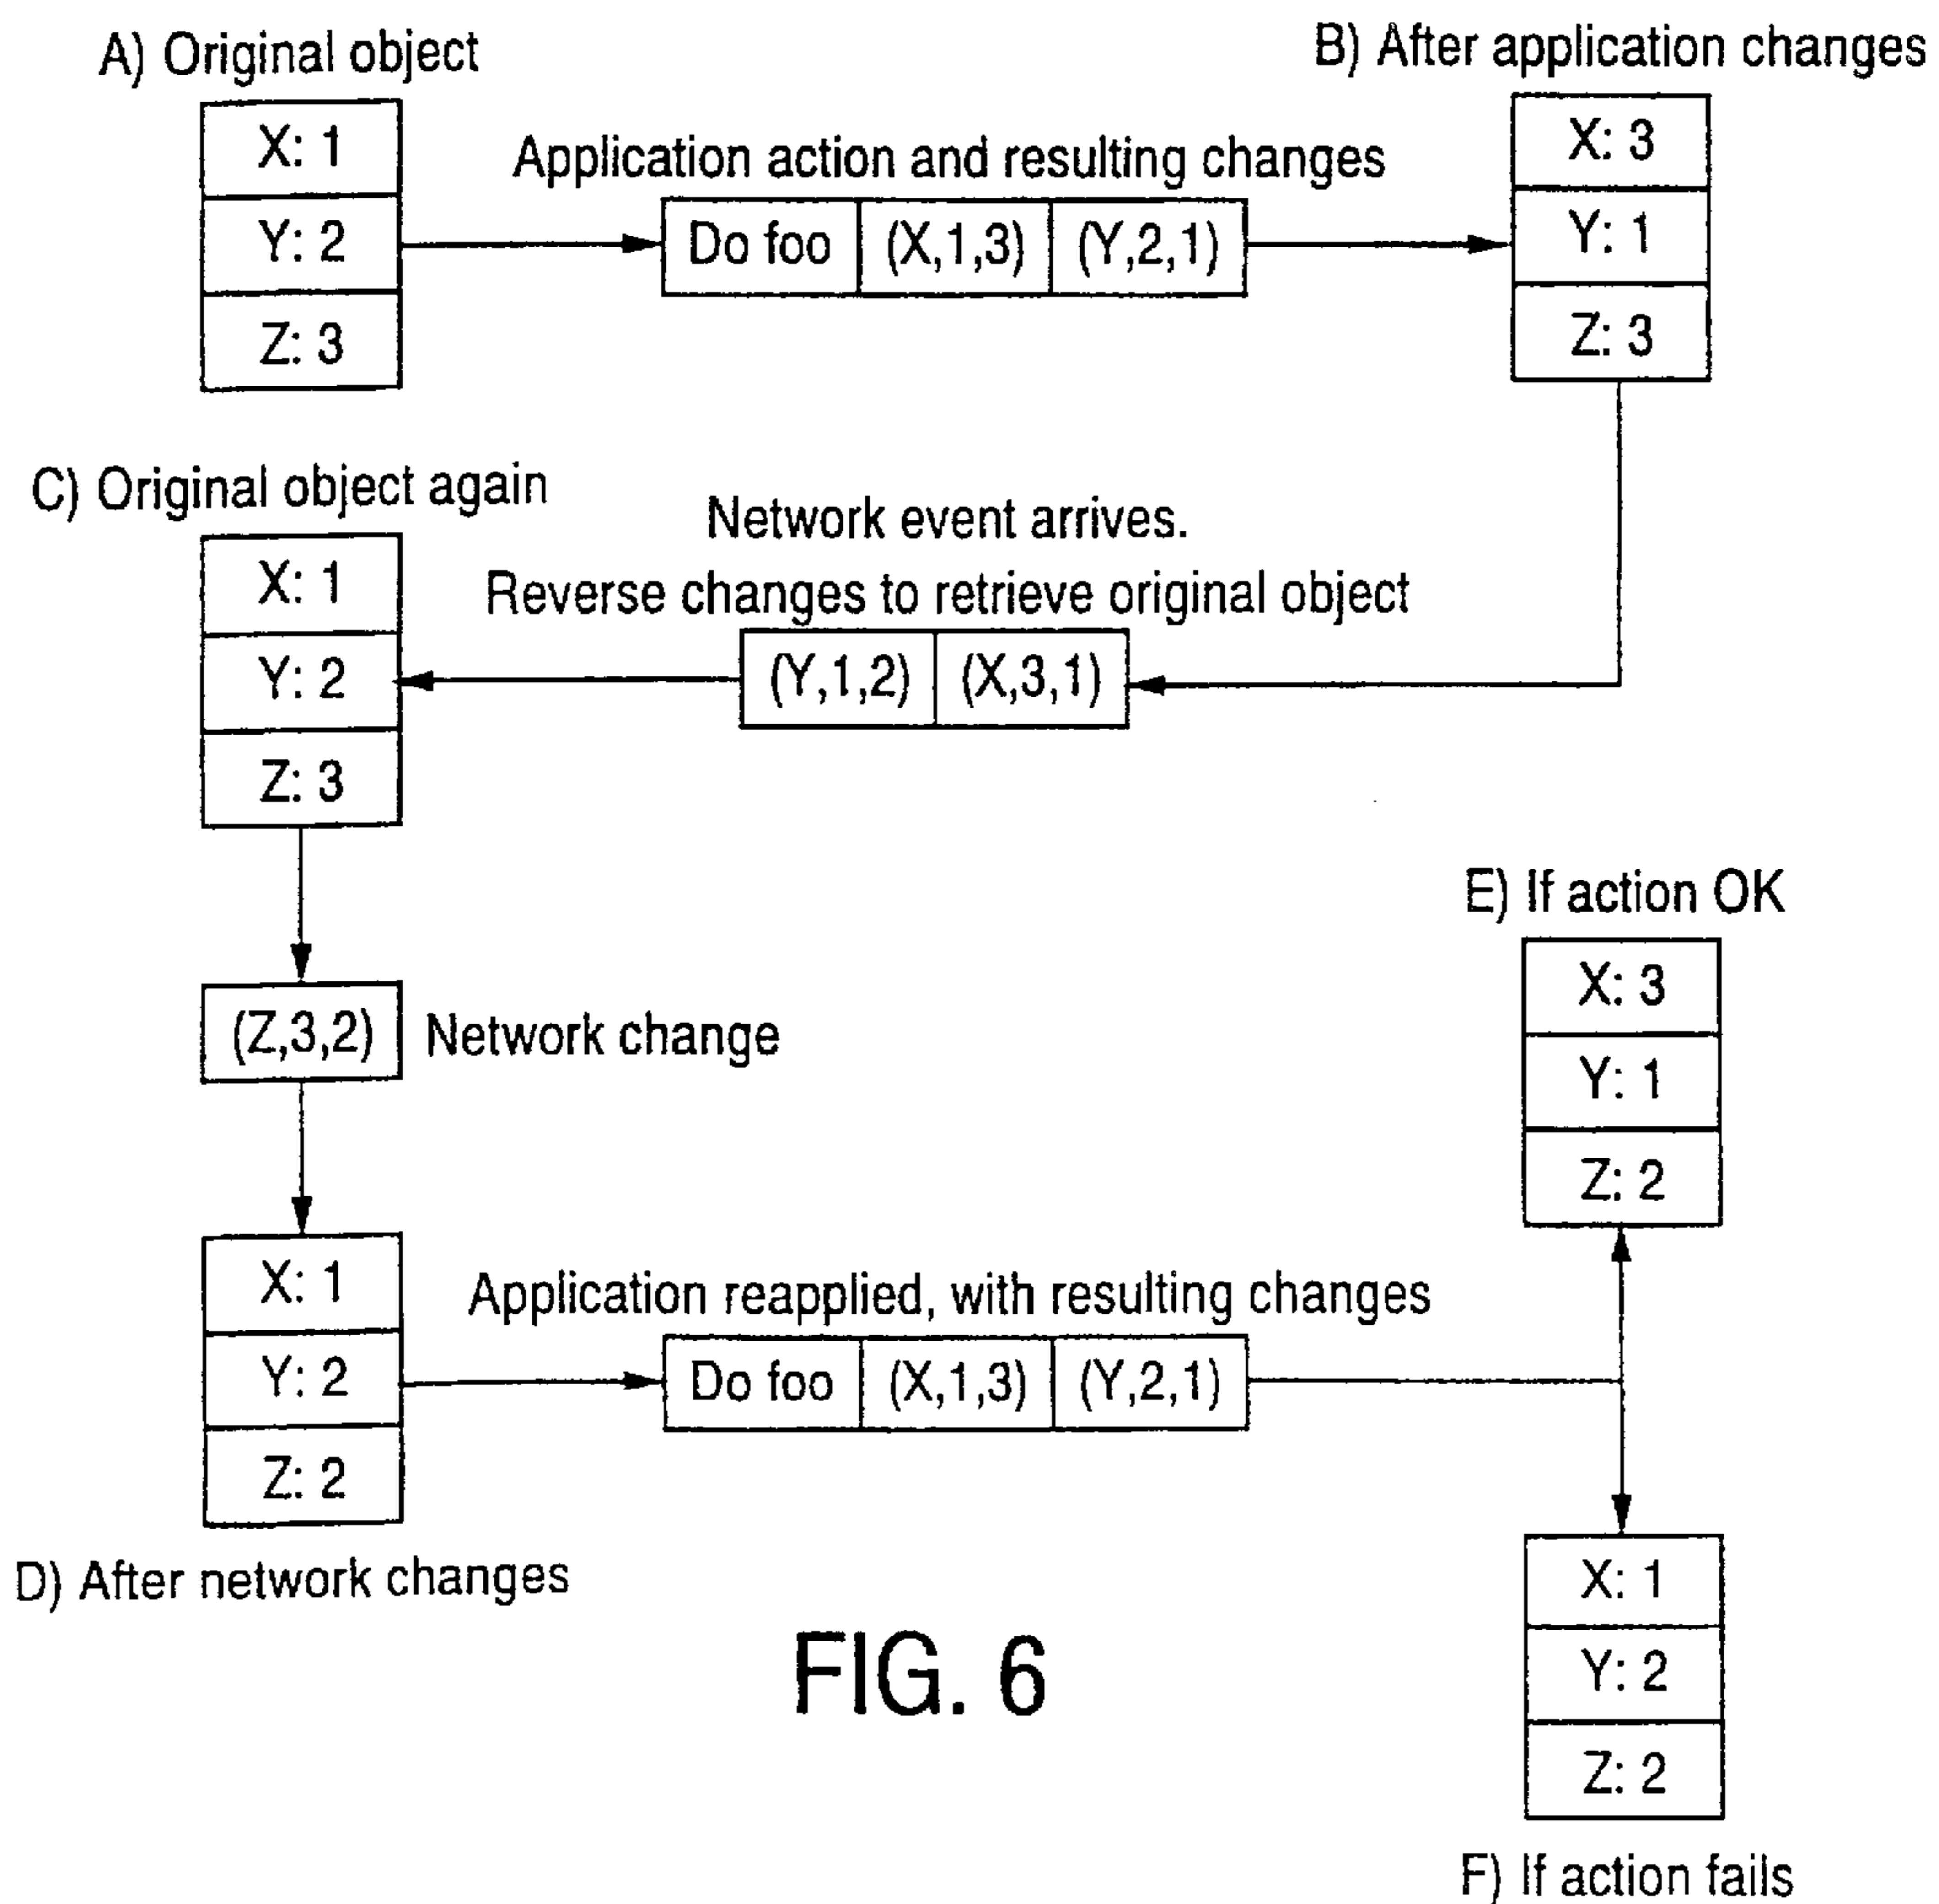 A) Original object
X: 1
Y: 2
Z: 3
Application action and resulting changes
Do foo (X,1,3) (Y,2,1)
B) After application changes
X: 3
Y: 1
Z: 3
Network event arrives.
Reverse changes to retrieve original object
(Y,1,2) (X,3,1)
C) Original object again
X: 1
Y: 2
Z: 3
(Z,3,2) Network change
X: 1
Y: 2
Z: 2
D) After network changes
Application reapplied, with resulting changes
Do foo (X,1,3) (Y,2,1)
E) If action OK
X: 3
Y: 1
Z: 2
X: 1
Y: 2
Z: 2
F) If action fails
FIG. 6